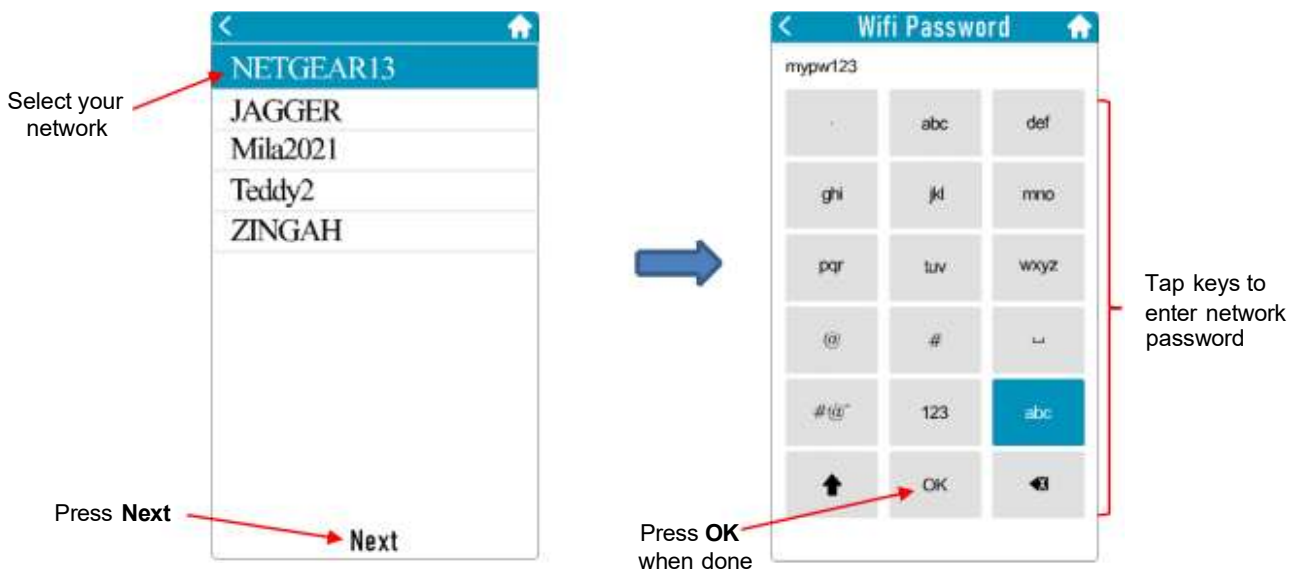 Select your
network
NETGEAR13
JAGGER
Mila2021
Teddy2
ZINGAH
Press Next
Next
Wifi Password
mypw123
. abc def
ghi jkl mno
pqr tuv wxyz
@ #
#@^ 123 abc
OK
Tap keys to
enter network
password
Press OK
when done